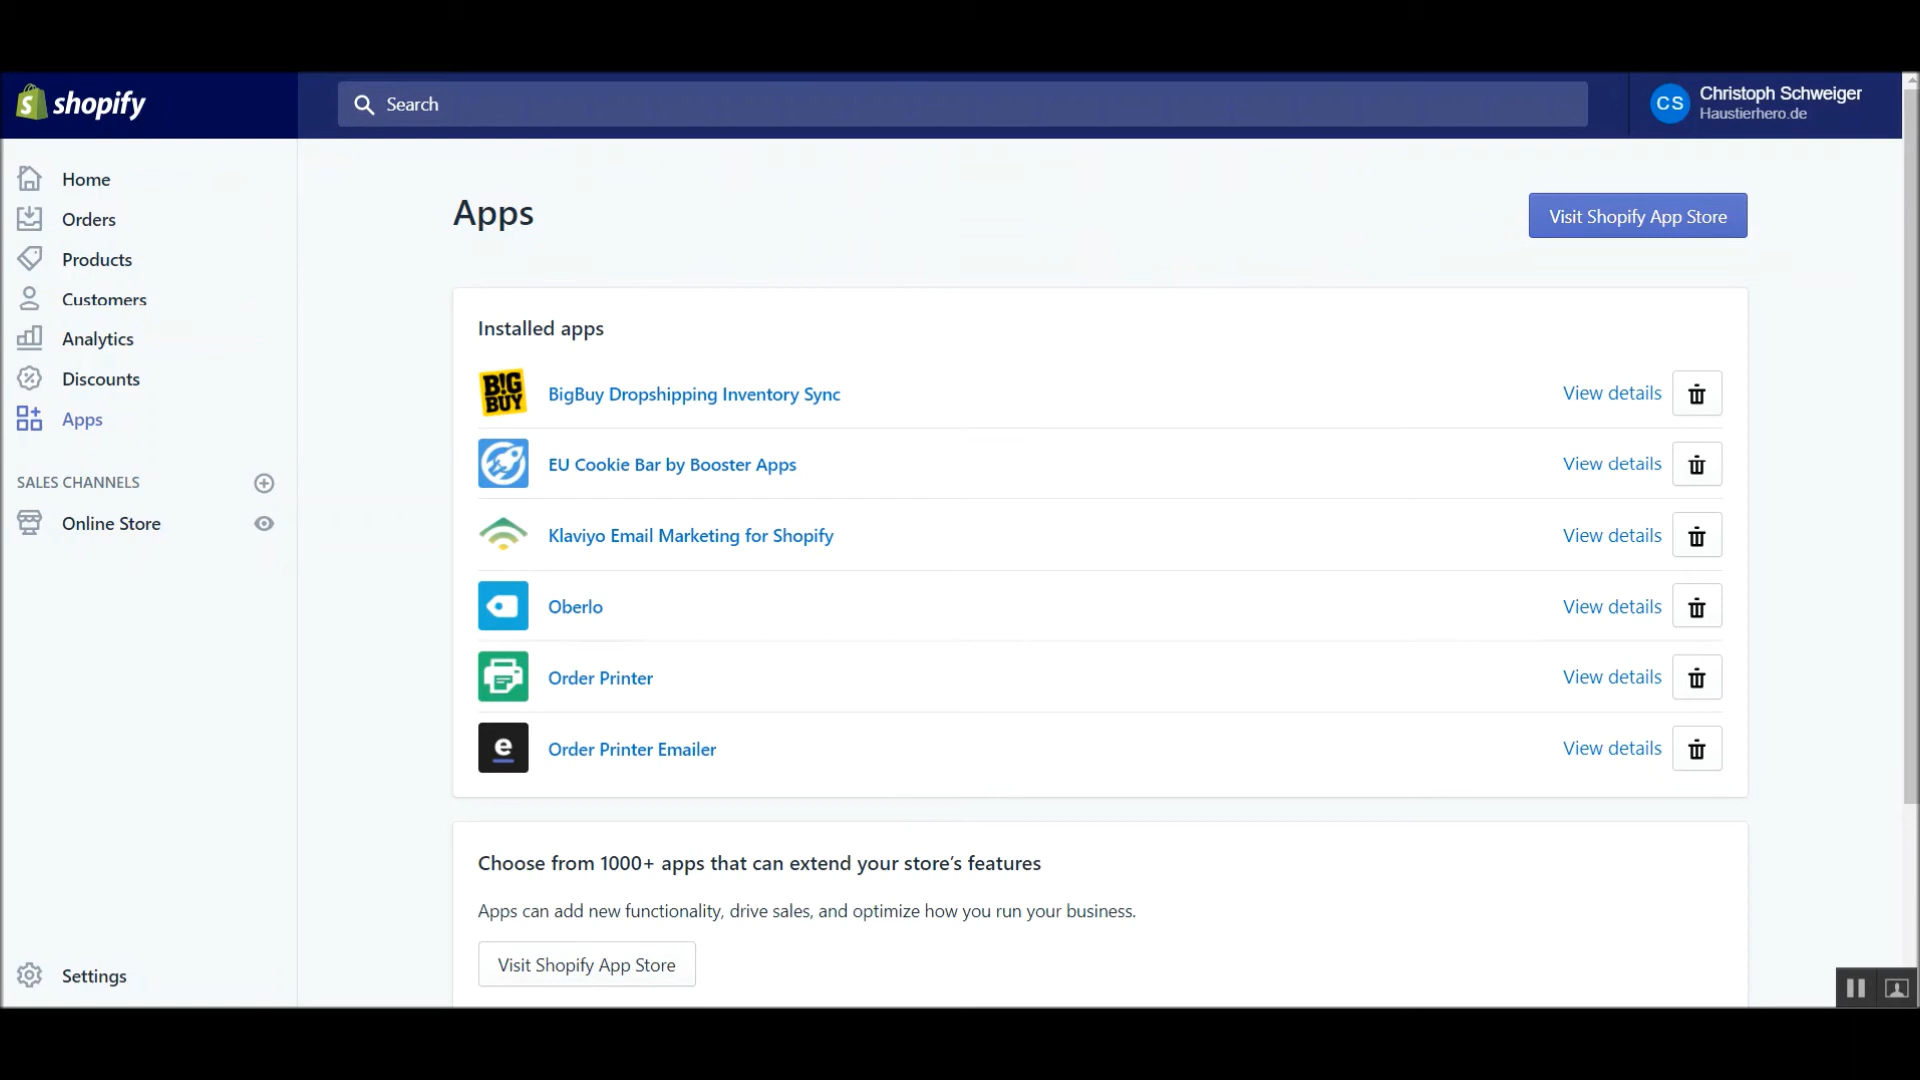 shopify
Search
CS
Christoph Schweiger
Haustierhero.de
Home
Orders
Products
Customers
Analytics
Discounts
Apps
SALES CHANNELS
Online Store
Settings
Apps
Visit Shopify App Store
Installed apps
B!G
BUY
BigBuy Dropshipping Inventory Sync
View details
EU Cookie Bar by Booster Apps
View details
Klaviyo Email Marketing for Shopify
View details
Oberlo
View details
Order Printer
View details
e
Order Printer Emailer
View details
Choose from 1000+ apps that can extend your store’s features
Apps can add new functionality, drive sales, and optimize how you run your business.
Visit Shopify App Store